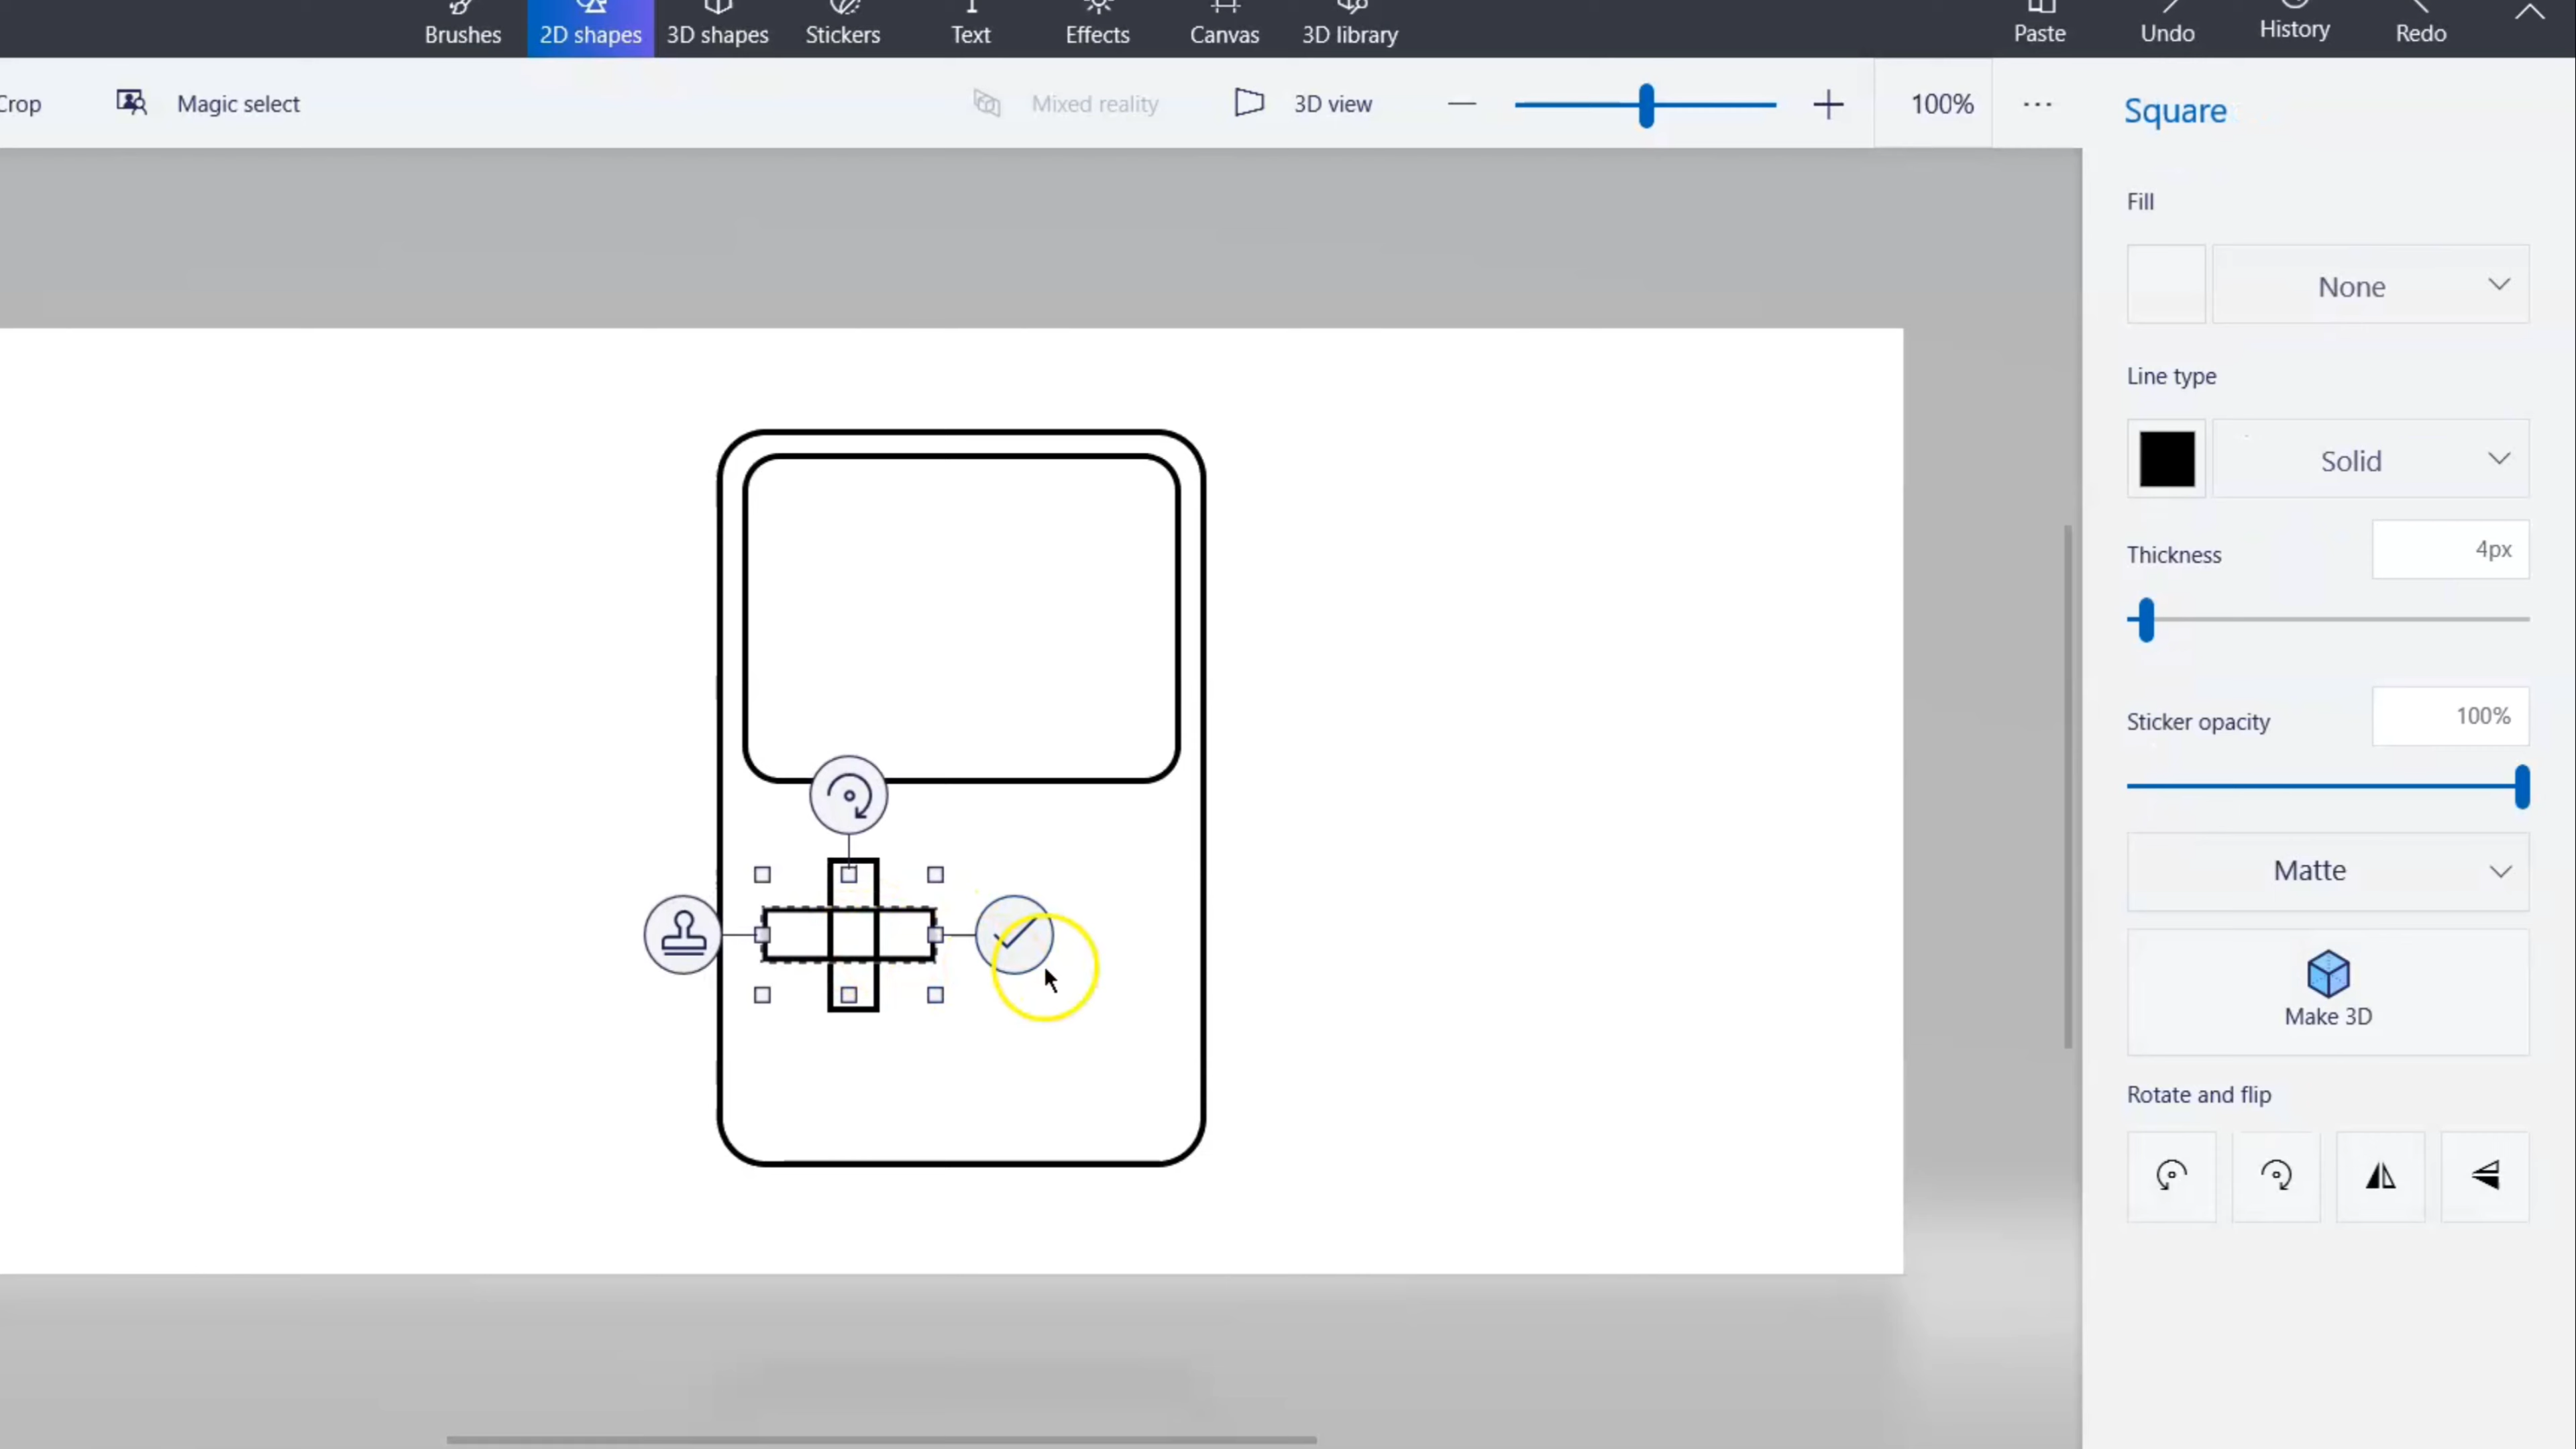 Brushes 2D shapes 3D shapes Stickers Text Effects Canvas 3D library Paste Undo History Redo
Crop Magic select Mixed reality 3D view 100%
Square
Fill
None
Line type
Solid
Thickness 4px
Sticker opacity 100%
Matte
Make 3D
Rotate and flip